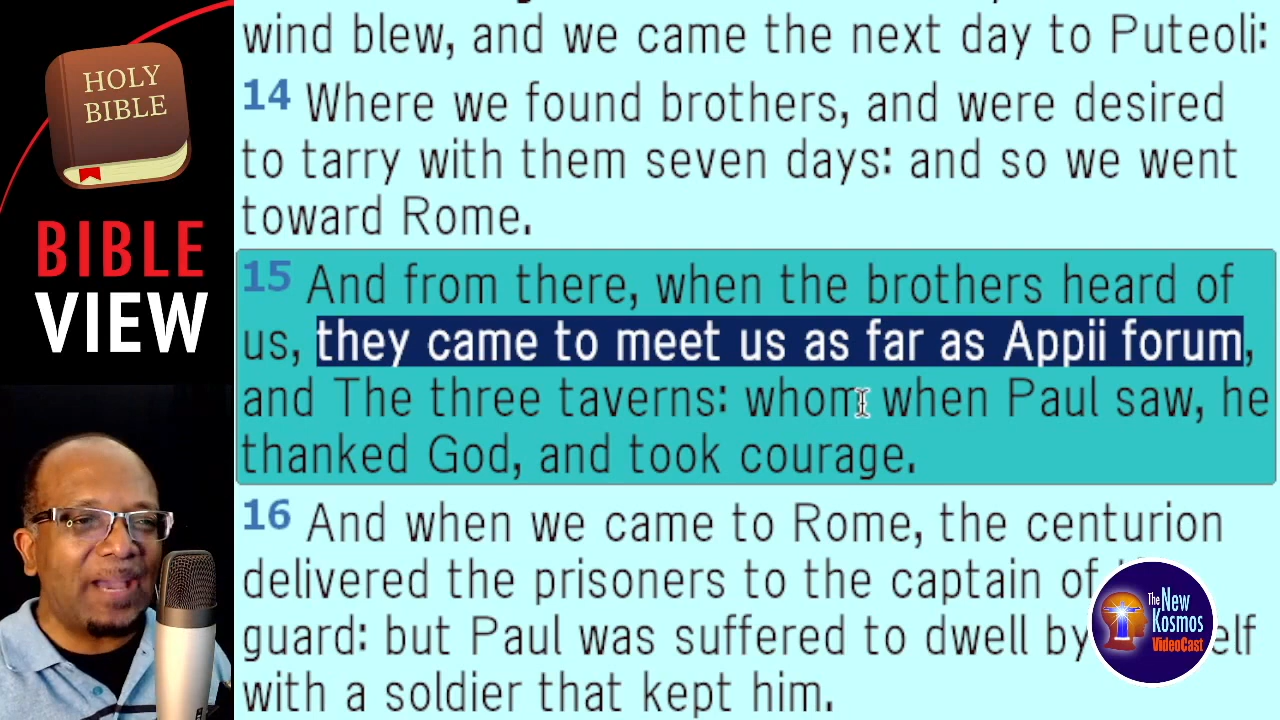 HOLY
BIBLE
BIBLE
VIEW
wind blew, and we came the next day to Puteoli:
14 Where we found brothers, and were desired
to tarry with them seven days: and so we went
toward Rome.
15 And from there, when the brothers heard of
us, they came to meet us as far as Appii forum,
and The three taverns: whom when Paul saw, he
thanked God, and took courage.
16 And when we came to Rome, the centurion
delivered the prisoners to the captain of
guard: but Paul was suffered to dwell by
with a soldier that kept him.
The New
Kosmos
VideoCast